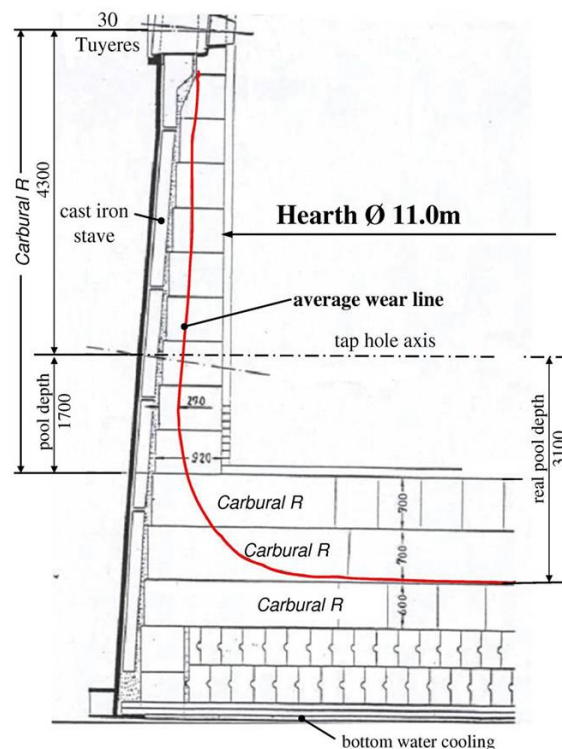 30
Tuyeres
4300
Carbural R
cast iron
stave
Hearth Ø 11.0m
average wear line
tap hole axis
pool depth
1700
290
920
real pool depth
3100
Carbural R
700
Carbural R
700
Carbural R
600
bottom water cooling